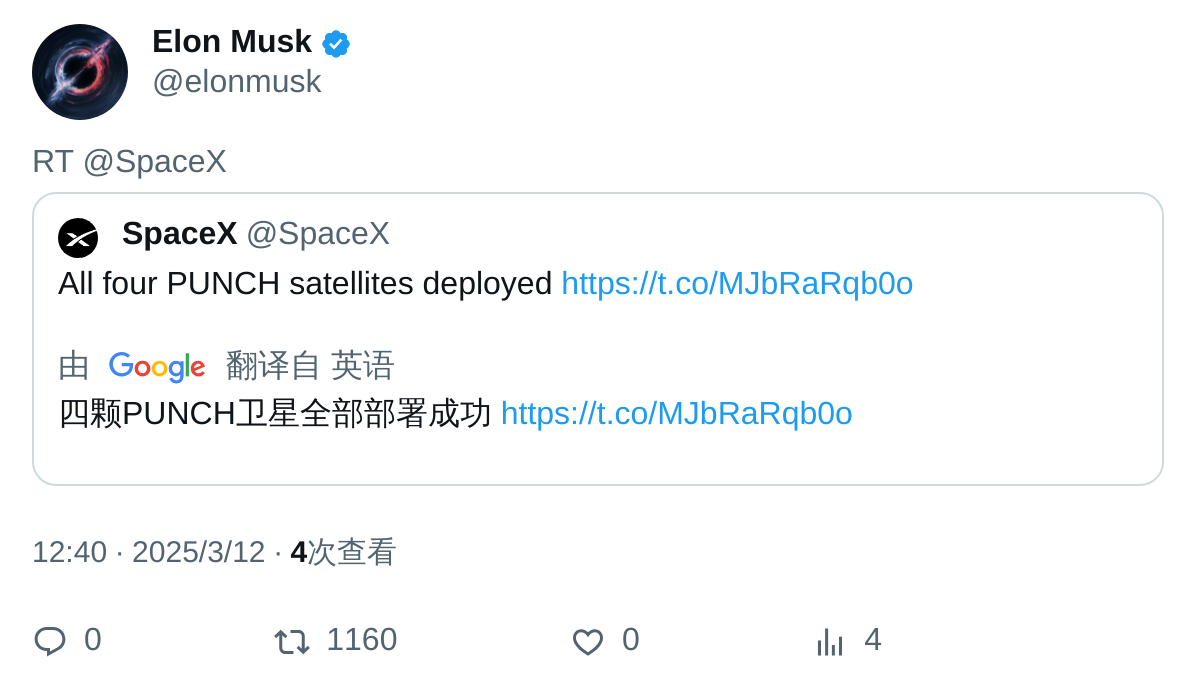 Elon Musk
@elonmusk
RT @SpaceX
SpaceX @SpaceX
All four PUNCH satellites deployed https://t.co/MJbRaRqb0o
由 Google 翻译自 英语
四颗PUNCH卫星全部部署成功 https://t.co/MJbRaRqb0o
12:40 · 2025/3/12 · 4次查看
0 1160 0 4